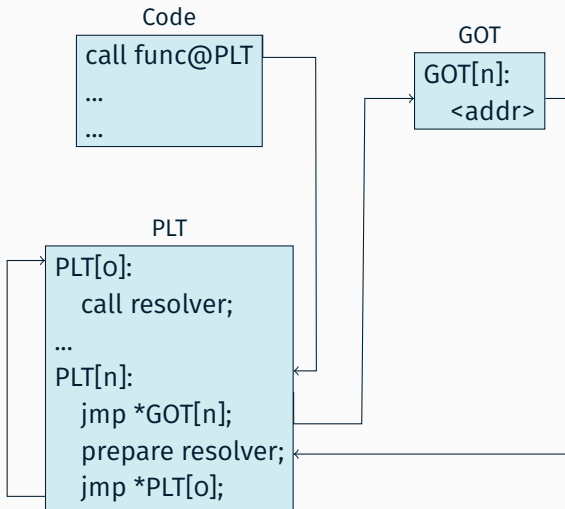 Code
call func@PLT
...
...
GOT
GOT[n]:
<addr>
PLT
PLT[0]:
call resolver;
...
PLT[n]:
jmp *GOT[n];
prepare resolver;
jmp *PLT[0];